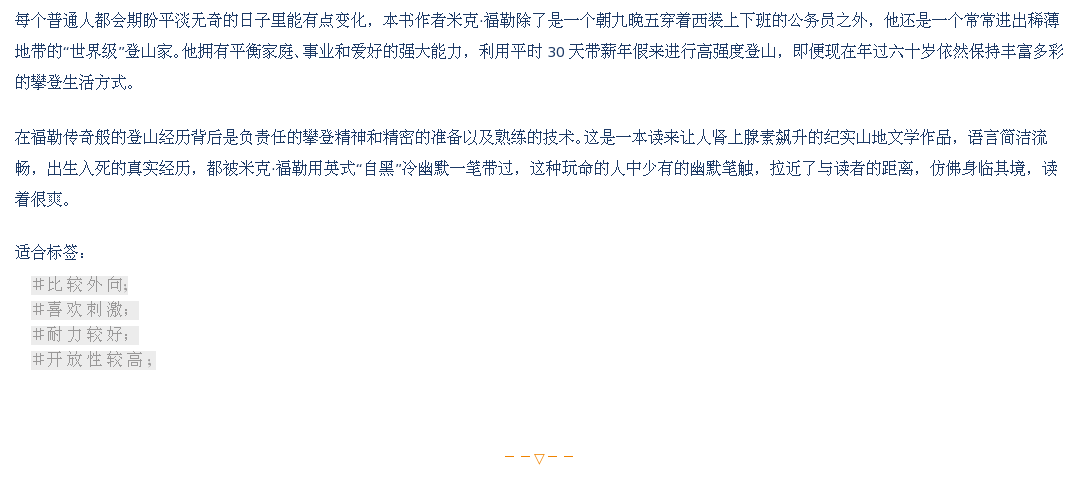 每个普通人都会期盼平淡无奇的日子里能有点变化，本书作者米克·福勒除了是一个朝九晚五穿着西装上下班的公务员之外，他还是一个常常进出稀薄
地带的“世界级”登山家。他拥有平衡家庭、事业和爱好的强大能力，利用平时 30 天带薪年假来进行高强度登山，即便现在年过六十岁依然保持丰富多彩
的攀登生活方式。
在福勒传奇般的登山经历背后是负责任的攀登精神和精密的准备以及熟练的技术。这是一本读来让人肾上腺素飙升的纪实山地文学作品，语言简洁流
畅，出生入死的真实经历，都被米克·福勒用英式“自黑”冷幽默一笔带过，这种玩命的人中少有的幽默笔触，拉近了与读者的距离，仿佛身临其境，读
着很爽。
适合标签：
#比较外向;
#喜欢刺激；
#耐力较好；
#开放性较高；